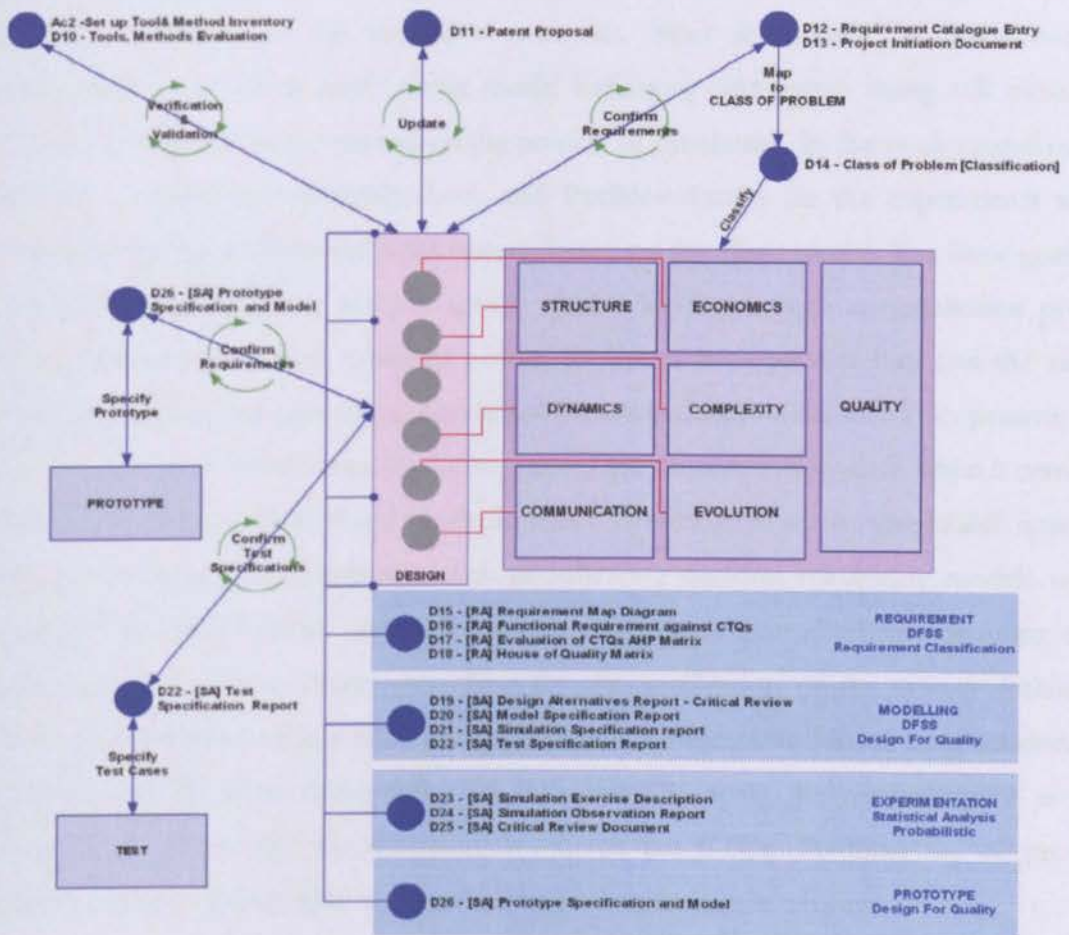 Ac2 -Set up Tool& Method Inventory
D10 - Tools, Methods Evaluation
D11 - Patent Proposal
D12 - Requirement Catalogue Entry
D13 - Project Initiation Document
Verification
&
Validation
Update
Confirm
Requirements
Map
to
CLASS OF PROBLEM
D14 - Class of Problem [Classification]
Classify
D26 - [SA] Prototype
Specification and Model
Confirm
Requirements
Specify
Prototype
PROTOTYPE
STRUCTURE
ECONOMICS
DYNAMICS
COMPLEXITY
QUALITY
COMMUNICATION
EVOLUTION
Confirm
Test
Specifications
DESIGN
D15 - [RA] Requirement Map Diagram
D16 - [RA] Functional Requirement against CTQs
D17 - [RA] Evaluation of CTQs AHP Matrix
D18 - [RA] House of Quality Matrix
REQUIREMENT
DFSS
Requirement Classification
D22 - [SA] Test
Specification Report
D19 - [SA] Design Alternatives Report - Critical Review
D20 - [SA] Model Specification Report
D21 - [SA] Simulation Specification report
D22 - [SA] Test Specification Report
MODELLING
DFSS
Design For Quality
Specify
Test Cases
TEST
D23 - [SA] Simulation Exercise Description
D24 - [SA] Simulation Observation Report
D25 - [SA] Critical Review Document
EXPERIMENTATION
Statistical Analysis
Probabilistic
D26 - [SA] Prototype Specification and Model
PROTOTYPE
Design For Quality